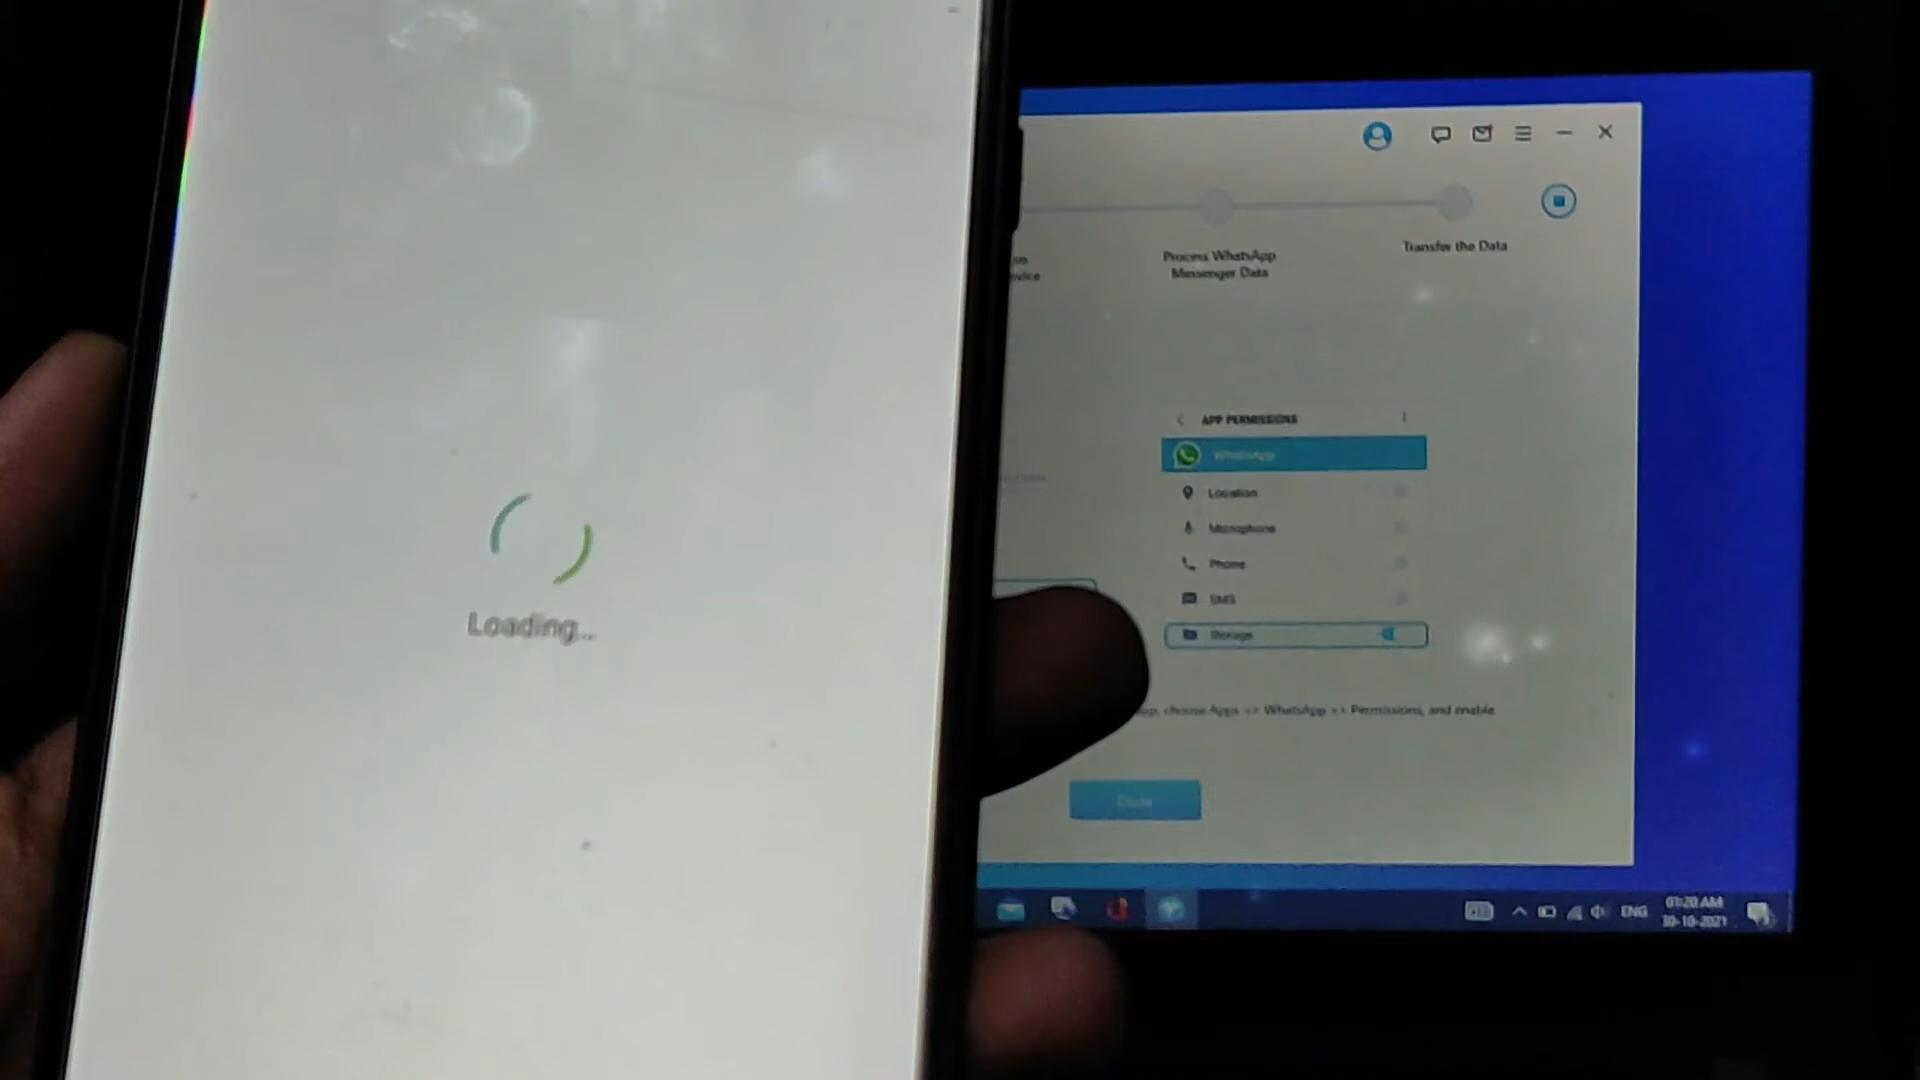 Loading...
Process WhatsApp
Messenger Data
Transfer the Data
APP PERMISSIONS
WhatsApp
Location
Microphone
Phone
SMS
Storage
choose Apps >> WhatsApp >> Permissions, and enable
Done
ENG
01:20 AM
30-10-2021